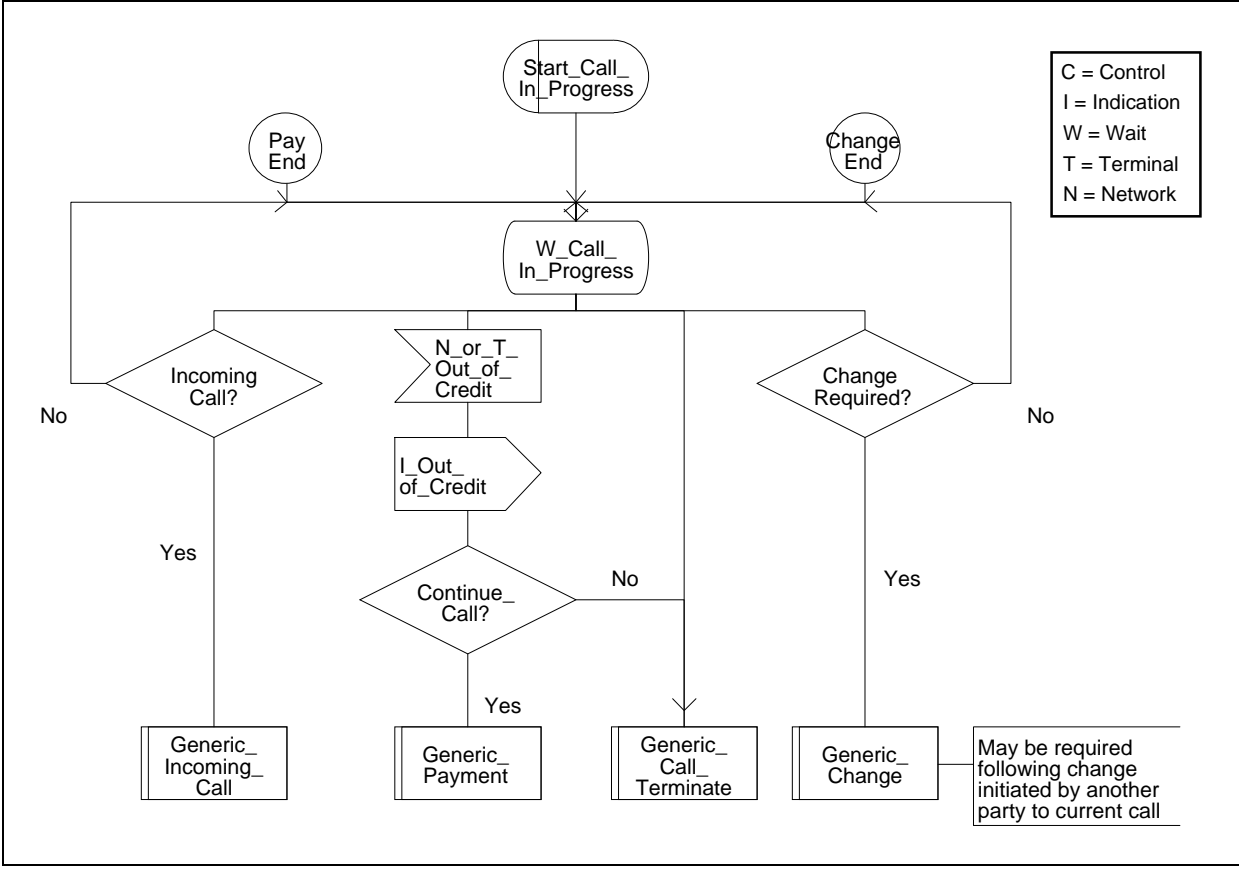 Start_Call_
In_Progress
C = Control
I = Indication
W = Wait
T = Terminal
N = Network
Pay
End
Change
End
W_Call_
In_Progress
Incoming
Call?
No
N_or_T_
Out_of_
Credit
Change
Required?
No
I_Out_
of_Credit
Yes
Continue_
Call?
No
Yes
Yes
Generic_
Incoming_
Call
Generic_
Payment
Generic_
Call_
Terminate
Generic_
Change
May be required
following change
initiated by another
party to current call